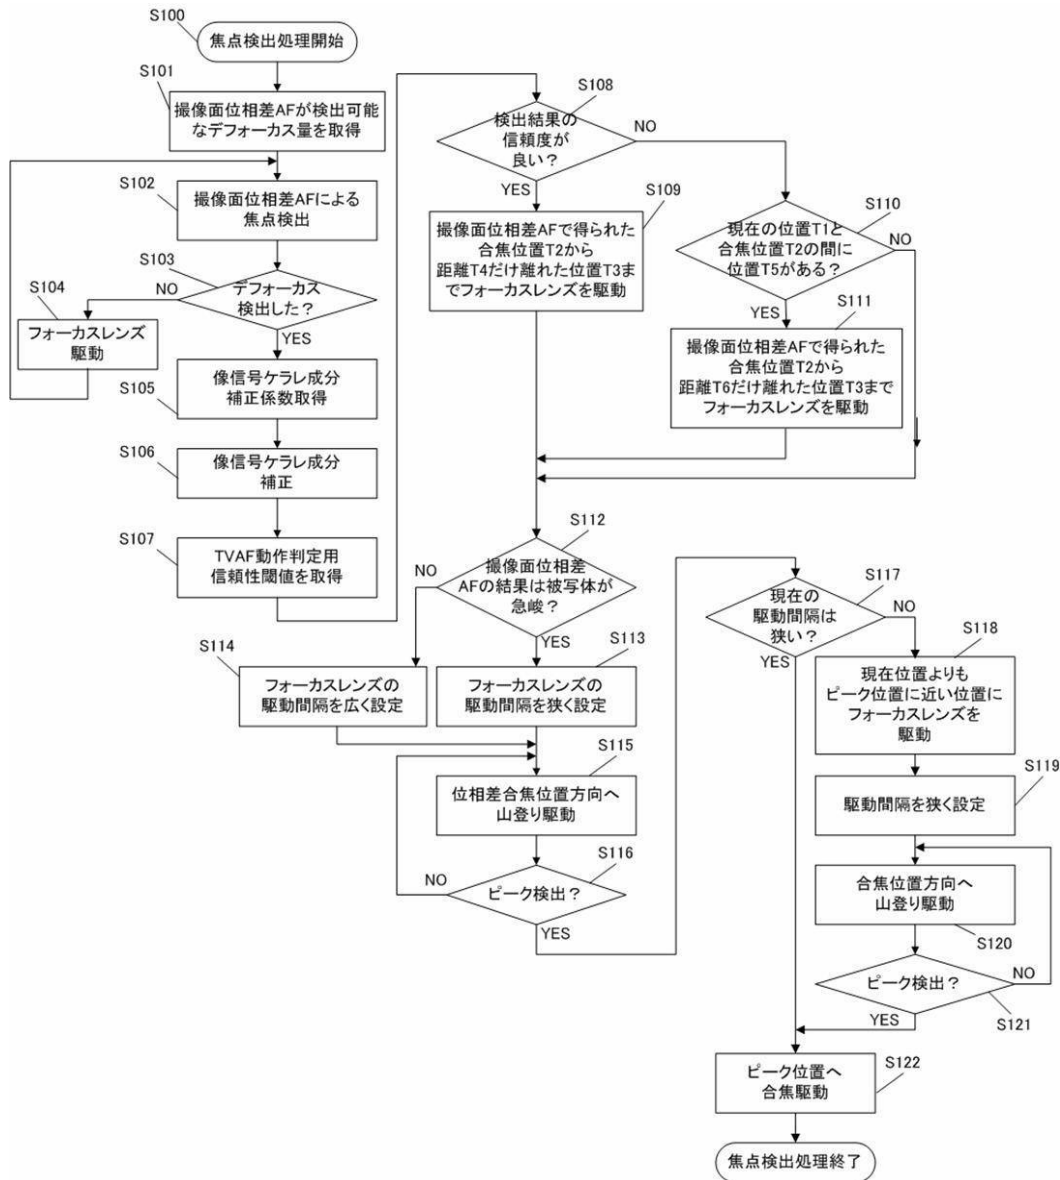 S100
焦点検出処理開始
S101
撮像面位相差AFが検出可能
なデフォーカス量を取得
S102
撮像面位相差AFによる
焦点検出
S103
デフォーカス
検出した?
NO
YES
S104
フォーカスレンズ
駆動
S105
像信号ケラレ成分
補正係数取得
S106
像信号ケラレ成分
補正
S107
TVAF動作判定用
信頼性閾値を取得
S108
検出結果の
信頼度が
良い?
NO
YES
S109
撮像面位相差AFで得られた
合焦位置T2から
距離T4だけ離れた位置T3ま
でフォーカスレンズを駆動
S110
現在の位置T1と
合焦位置T2の間に
位置T5がある?
NO
YES
S111
撮像面位相差AFで得られた
合焦位置T2から
距離T6だけ離れた位置T3まで
フォーカスレンズを駆動
S112
撮像面位相差
AFの結果は被写体が
急峻?
NO
YES
S113
フォーカスレンズの
駆動間隔を狭く設定
S114
フォーカスレンズの
駆動間隔を広く設定
S115
位相差合焦位置方向へ
山登り駆動
S116
ピーク検出?
NO
YES
S117
現在の
駆動間隔は
狭い?
NO
YES
S118
現在位置よりも
ピーク位置に近い位置に
フォーカスレンズを
駆動
S119
駆動間隔を狭く設定
合焦位置方向へ
山登り駆動
S120
ピーク検出?
NO
YES
S121
S122
ピーク位置へ
合焦駆動
焦点検出処理終了